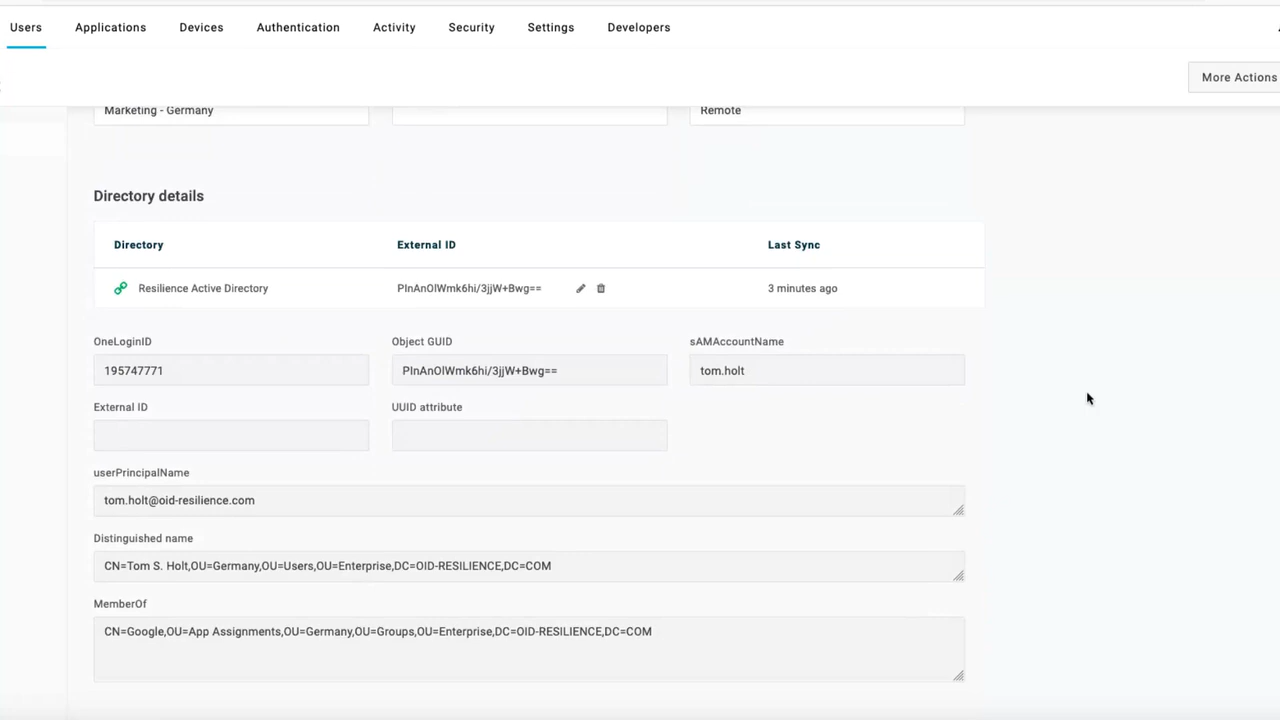 Users Applications Devices Authentication Activity Security Settings Developers
More Actions
Marketing - Germany Remote
Directory details
Directory External ID Last Sync
Resilience Active Directory PInAnOlWmk6hi/3jjW+Bwg== 3 minutes ago
OneLoginID Object GUID sAMAccountName
195747771 PInAnOlWmk6hi/3jjW+Bwg== tom.holt
External ID UUID attribute
userPrincipalName
tom.holt@oid-resilience.com
Distinguished name
CN=Tom S. Holt,OU=Germany,OU=Users,OU=Enterprise,DC=OID-RESILIENCE,DC=COM
MemberOf
CN=Google,OU=App Assignments,OU=Germany,OU=Groups,OU=Enterprise,DC=OID-RESILIENCE,DC=COM